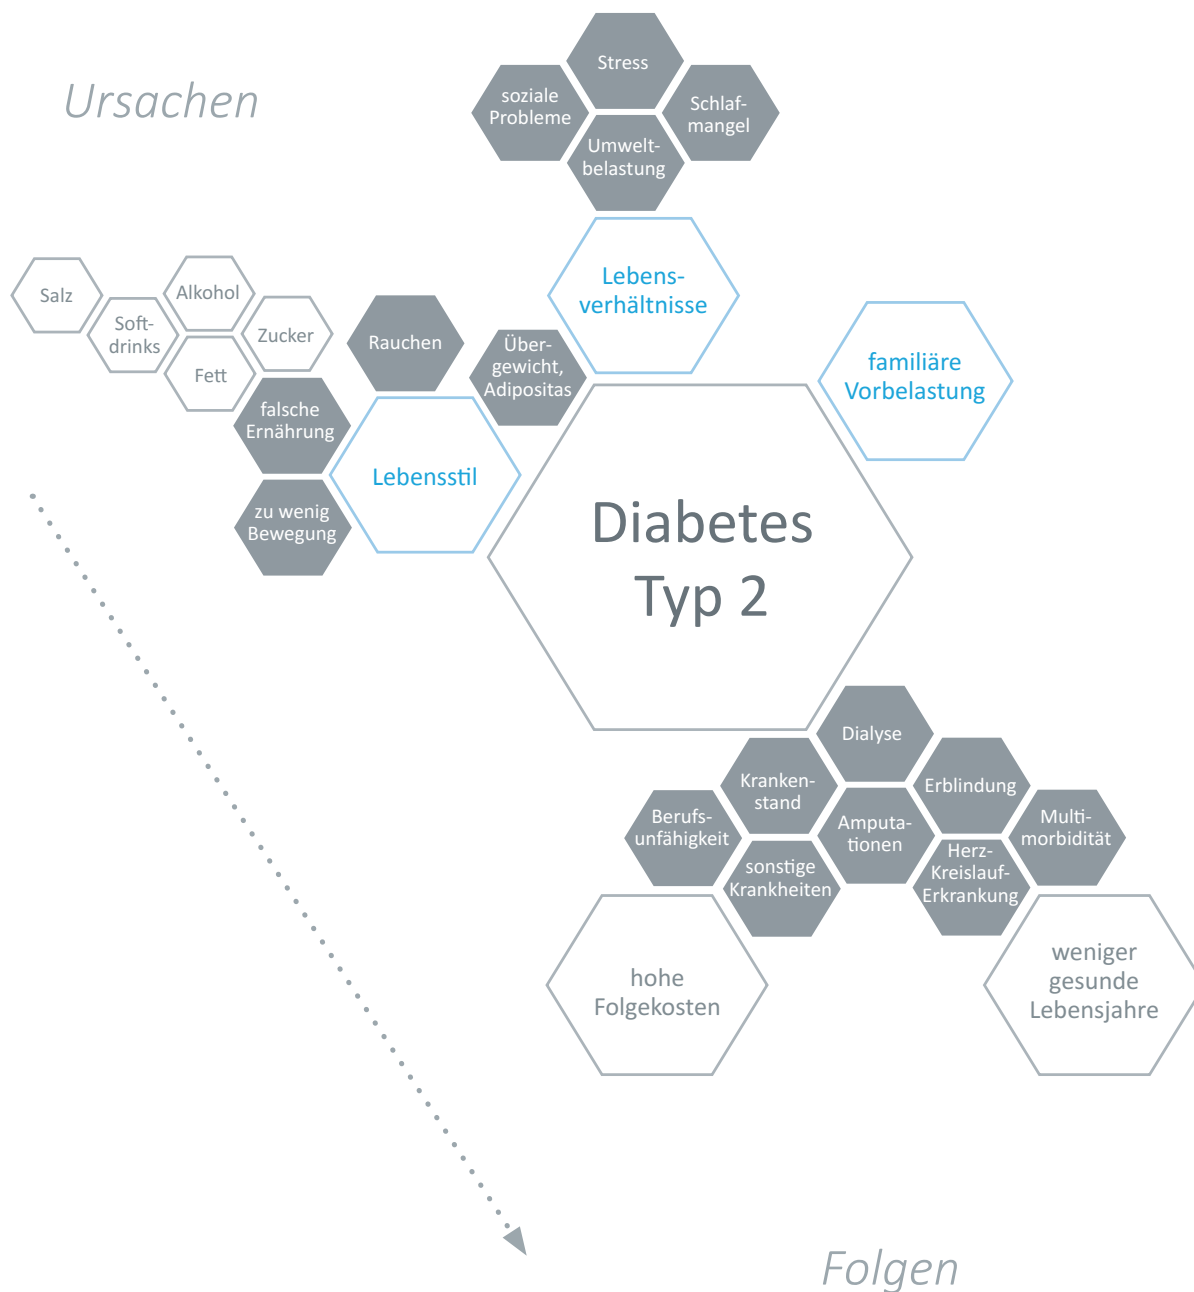 Ursachen
Stress
soziale
Probleme
Schlaf-
mangel
Umwelt-
belastung
Lebens-
verhältnisse
familiäre
Vorbelastung
Salz
Soft-
drinks
Alkohol
Zucker
Fett
Rauchen
Über-
gewicht,
Adipositas
falsche
Ernährung
Lebensstil
zu wenig
Bewegung
Diabetes
Typ 2
Dialyse
Kranken-
stand
Erblindung
Berufs-
unfähigkeit
Amputa-
tionen
Multi-
morbidität
sonstige
Krankheiten
Herz-
Kreislauf-
Erkrankung
hohe
Folgekosten
weniger
gesunde
Lebensjahre
Folgen